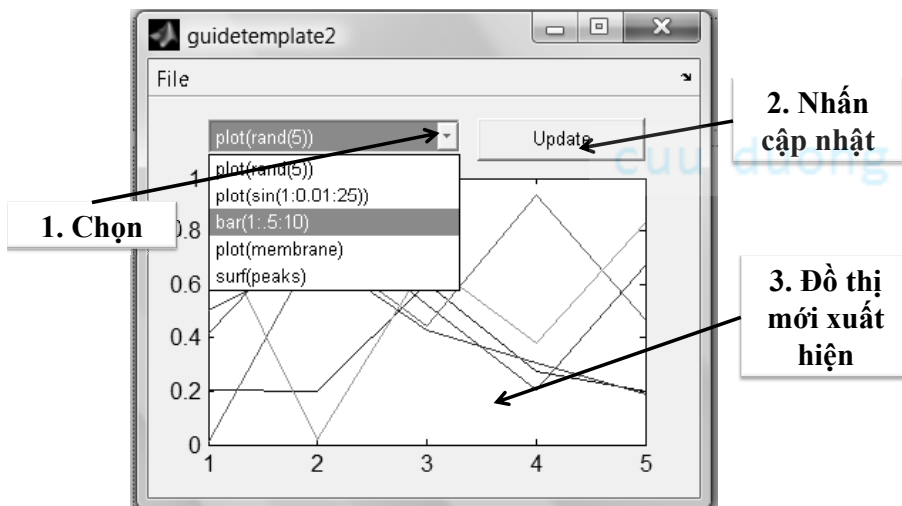 guidetemplate2
File
plot(rand(5))
Update
plot(rand(5))
plot(sin(1:0.01:25))
bar(1:.5:10)
plot(membrane)
surf(peaks)
1. Chọn
2. Nhấn
cập nhật
cuu duong
3. Đồ thị
mới xuất
hiện
1
0.8
0.6
0.4
0.2
0
1 2 3 4 5